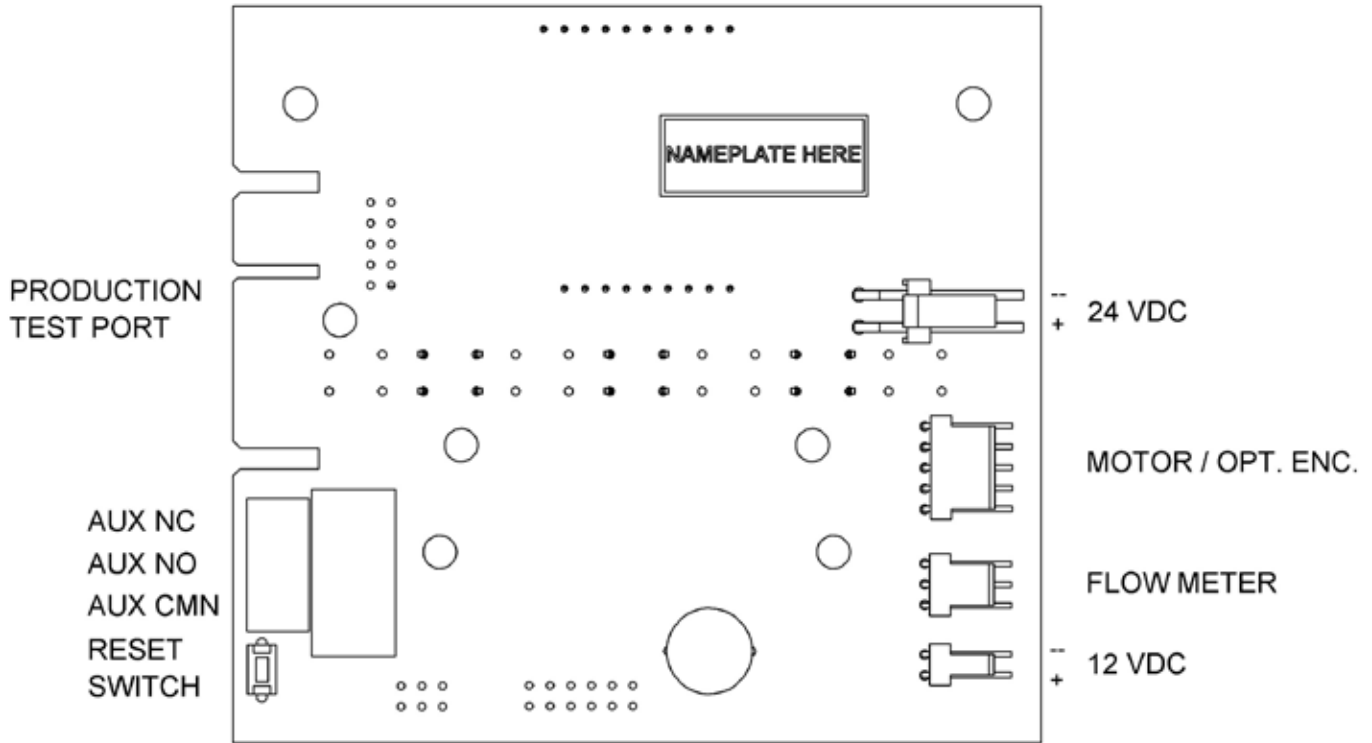 NAMEPLATE HERE
PRODUCTION
TEST PORT
--
+
24 VDC
MOTOR / OPT. ENC.
AUX NC
AUX NO
AUX CMN
RESET
SWITCH
FLOW METER
--
+
12 VDC